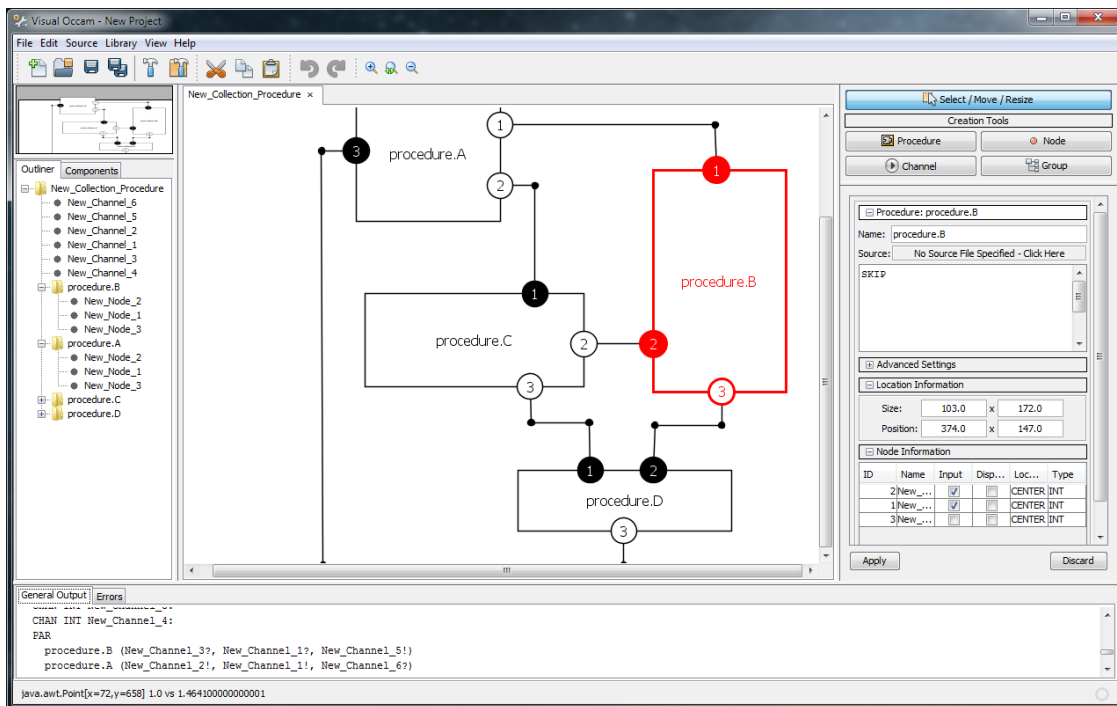 Visual Occam - New Project
File Edit Source Library View Help
New_Collection_Procedure ×
Outliner Components
New_Collection_Procedure
New_Channel_6
New_Channel_5
New_Channel_2
New_Channel_1
New_Channel_3
New_Channel_4
procedure.B
New_Node_2
New_Node_1
New_Node_3
procedure.A
New_Node_2
New_Node_1
New_Node_3
procedure.C
procedure.D
1
3 procedure.A
2
1
procedure.B
1
procedure.C 2
2
3
3
1 2
procedure.D
3
Select / Move / Resize
Creation Tools
Procedure Node
Channel Group
Procedure: procedure.B
Name: procedure.B
Source: No Source File Specified - Click Here
SKIP
Advanced Settings
Location Information
Size: 103.0 x 172.0
Position: 374.0 x 147.0
Node Information
ID Name Input Disp... Loc... Type
2 New_... CENTER INT
1 New_... CENTER INT
3 New_... CENTER INT
Apply Discard
General Output Errors
CHAN INT New_Channel_4:
PAR
procedure.B (New_Channel_3?, New_Channel_1?, New_Channel_5!)
procedure.A (New_Channel_2!, New_Channel_1!, New_Channel_6?)
java.awt.Point[x=72,y=658] 1.0 vs 1.464100000000001